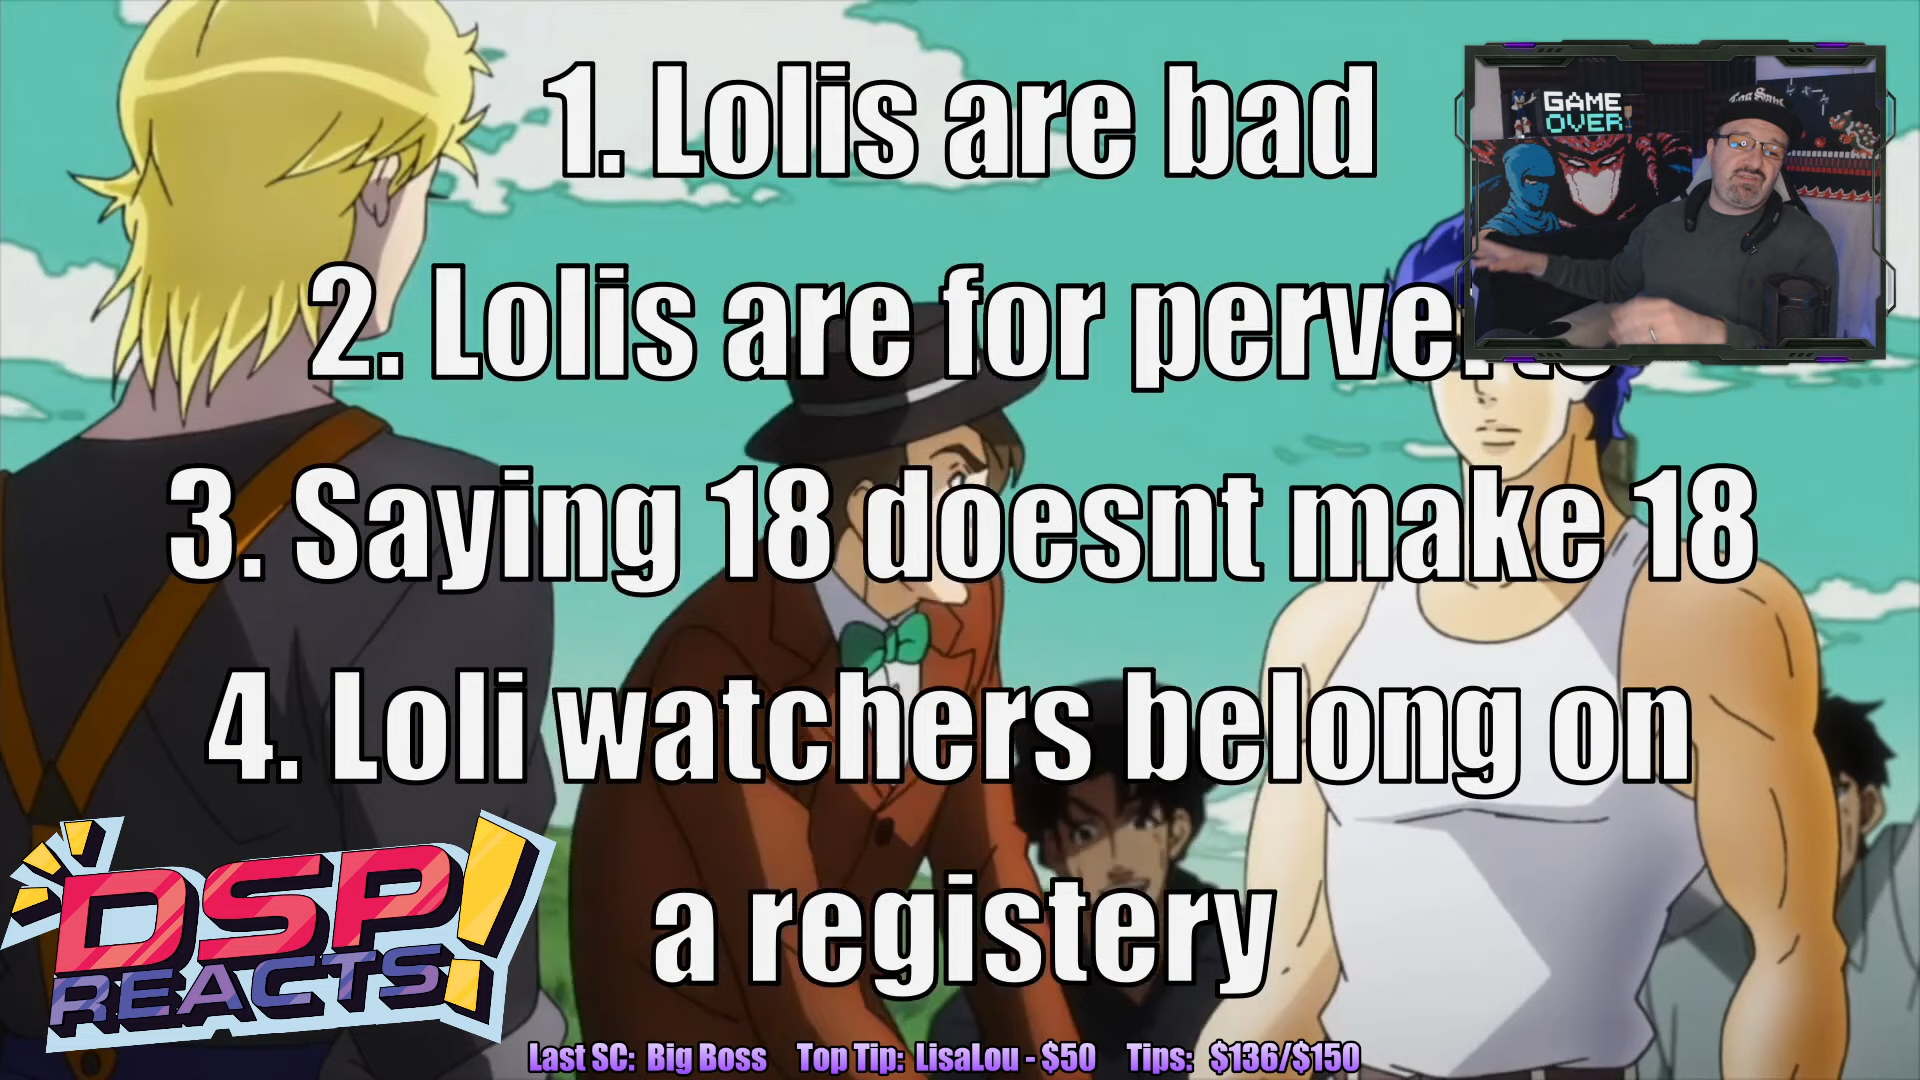 1. Lolis are bad
GAME
OVER
2. Lolis are for
3. Saying 18 doesnt make 18
4. Loli watchers belong on
a registery
DSP
REACTS!
Last SC: Big Boss Top Tip: LisaLou - $50 Tips: $136/$150